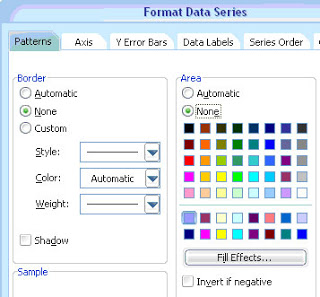 Format Data Series
Patterns Axis Y Error Bars Data Labels Series Order
Border
Automatic
None
Custom
Style:
Color: Automatic
Weight:
Shadow
Sample
Area
Automatic
None
Fill Effects...
Invert if negative